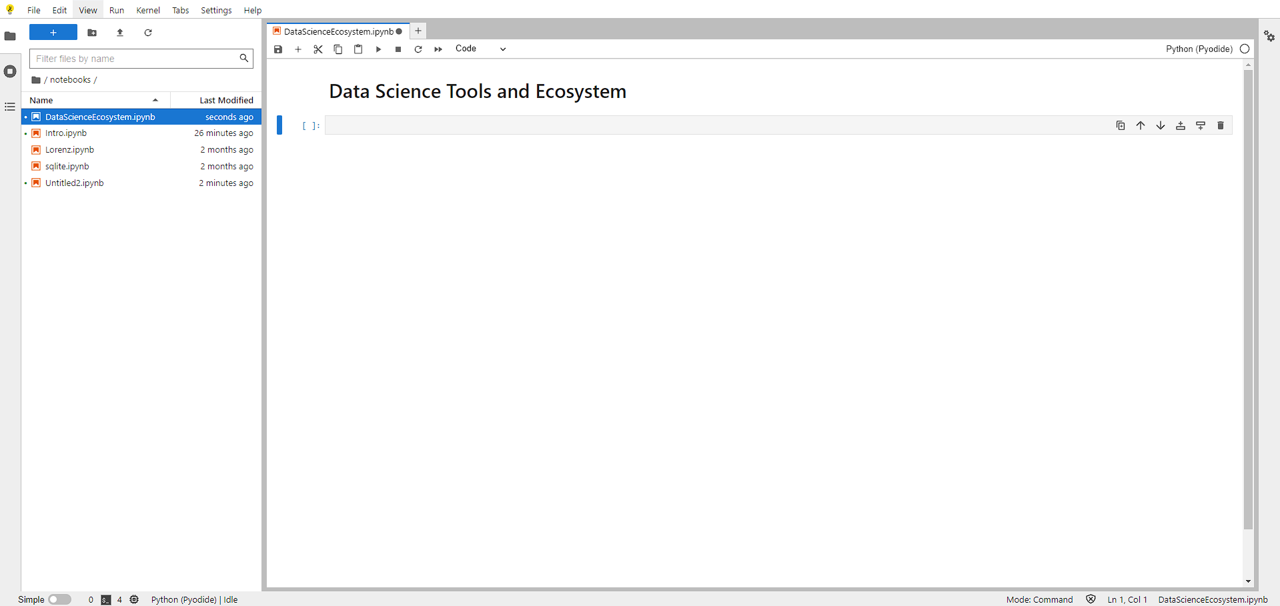 File Edit View Run Kernel Tabs Settings Help
+
Filter files by name
/ notebooks /
Name Last Modified
DataScienceEcosystem.ipynb seconds ago
Intro.ipynb 26 minutes ago
Lorenz.ipynb 2 months ago
sqlite.ipynb 2 months ago
Untitled2.ipynb 2 minutes ago
DataScienceEcosystem.ipynb +
+ Code Python (Pyodide)
Data Science Tools and Ecosystem
[ ]:
Simple 0 4 Python (Pyodide) | Idle Mode: Command Ln 1, Col 1 DataScienceEcosystem.ipynb